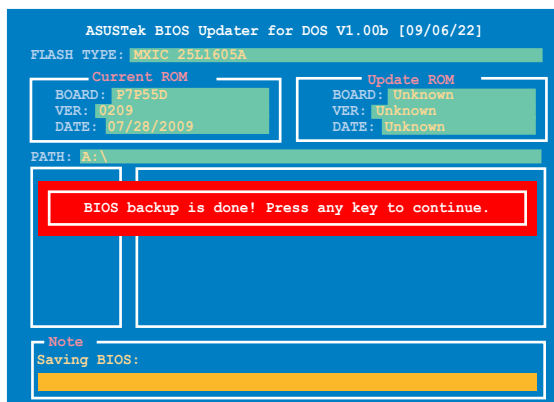 ASUSTek BIOS Updater for DOS V1.00b [09/06/22]
FLASH TYPE: MXIC 25L1605A
Current ROM
BOARD: P7P55D
VER: 0209
DATE: 07/28/2009
Update ROM
BOARD: Unknown
VER: Unknown
DATE: Unknown
PATH: A:\
BIOS backup is done! Press any key to continue.
Note
Saving BIOS: